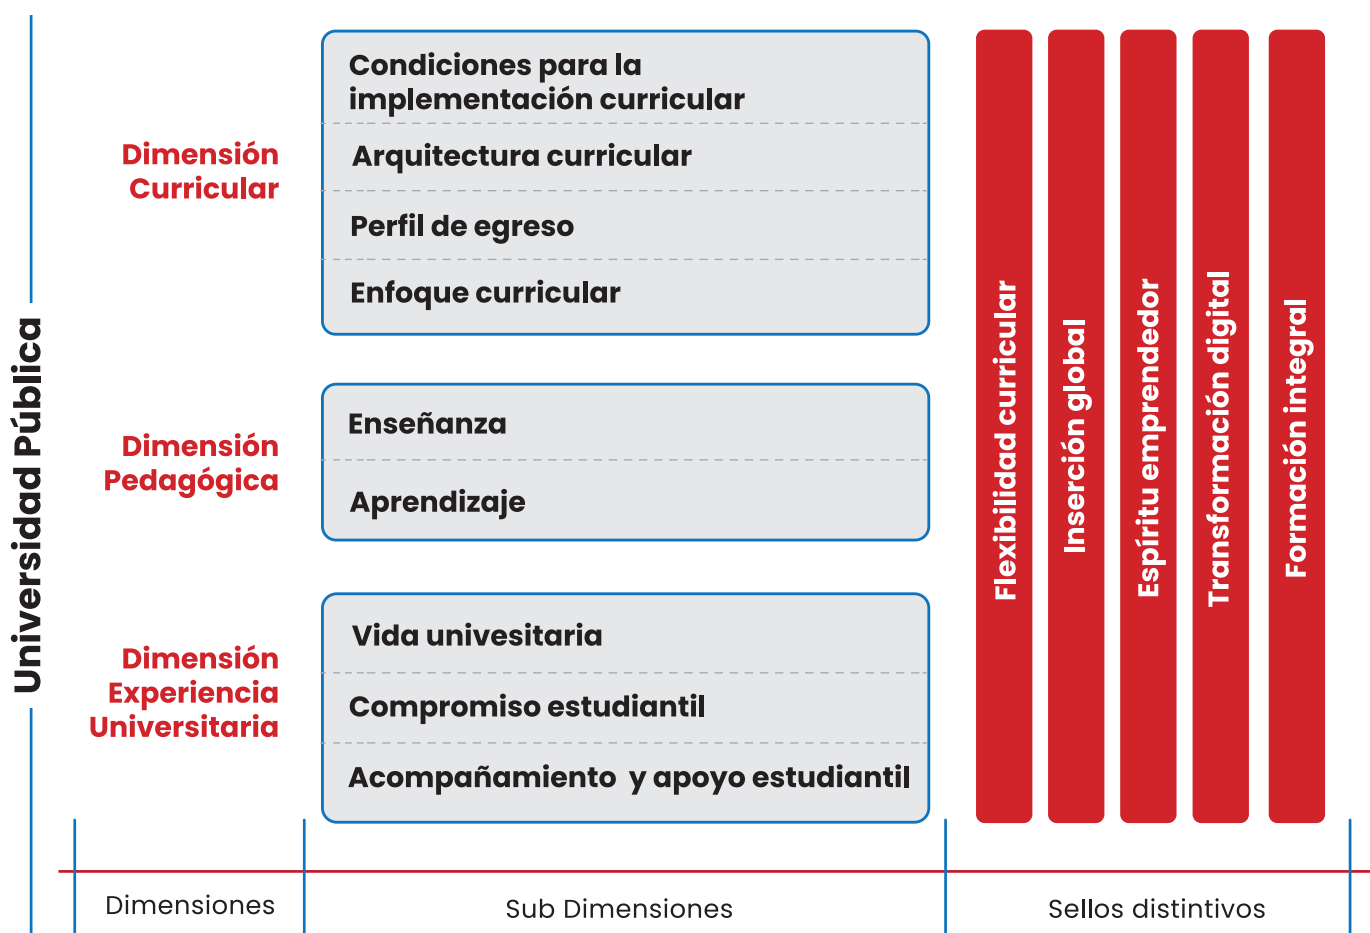 Universidad Pública
Dimensión
Curricular
Condiciones para la
implementación curricular
Arquitectura curricular
Perfil de egreso
Enfoque curricular
Dimensión
Pedagógica
Enseñanza
Aprendizaje
Dimensión
Experiencia
Universitaria
Vida univesitaria
Compromiso estudiantil
Acompañamiento y apoyo estudiantil
Flexibilidad curricular
Inserción global
Espíritu emprendedor
Transformación digital
Formación integral
Dimensiones
Sub Dimensiones
Sellos distintivos